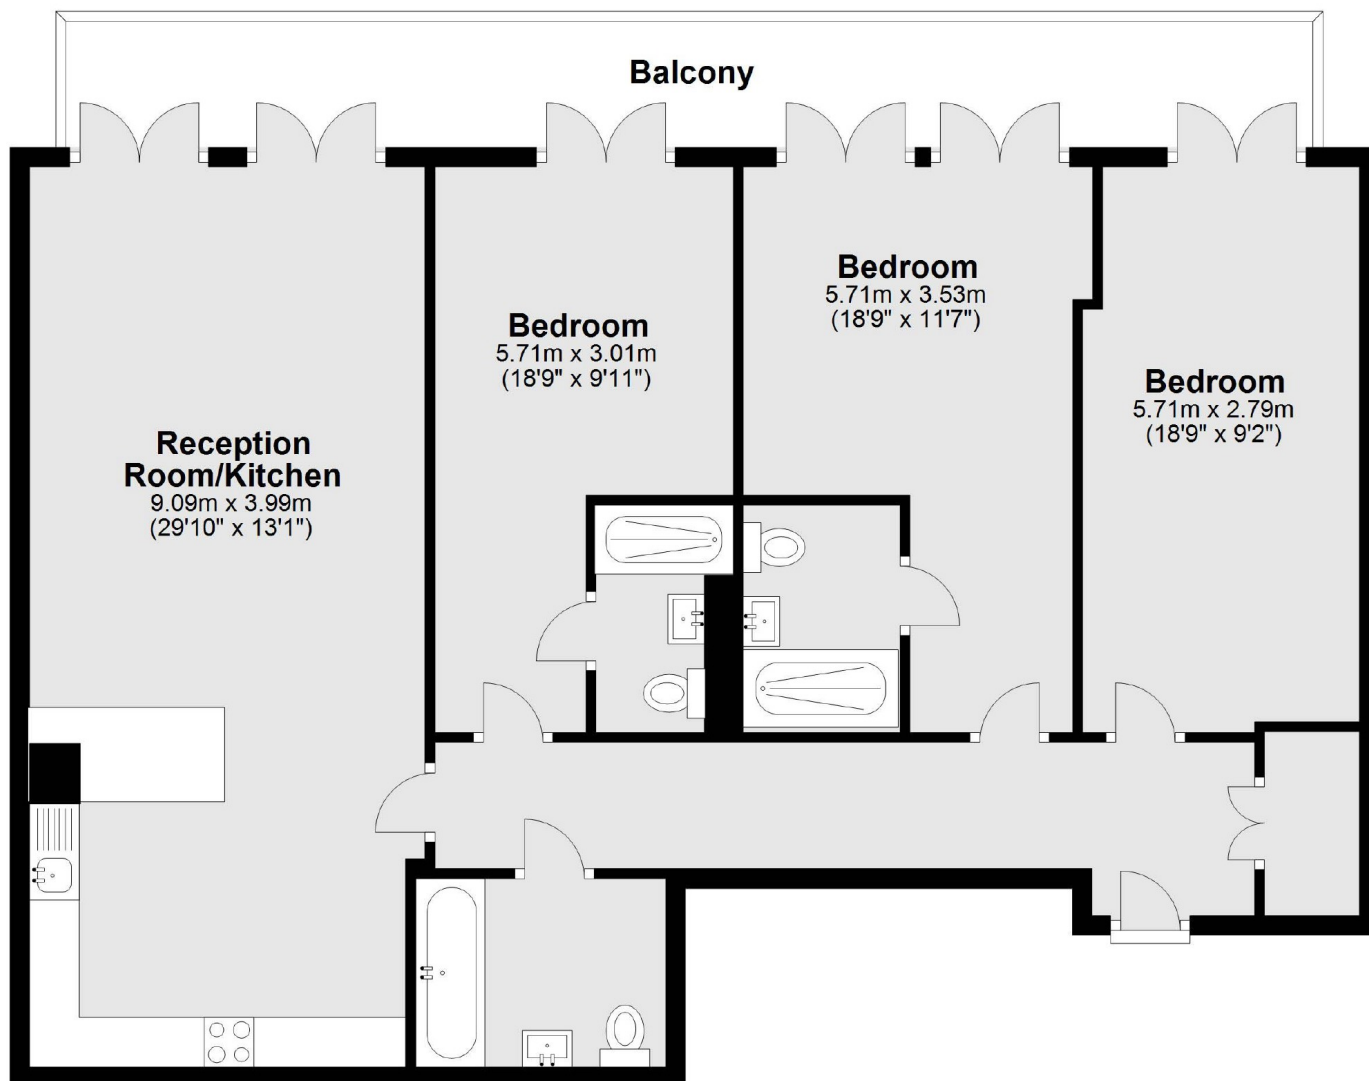 Balcony
Reception
Room/Kitchen
9.09m x 3.99m
(29'10" x 13'1")
Bedroom
5.71m x 3.01m
(18'9" x 9'11")
Bedroom
5.71m x 3.53m
(18'9" x 11'7")
Bedroom
5.71m x 2.79m
(18'9" x 9'2")